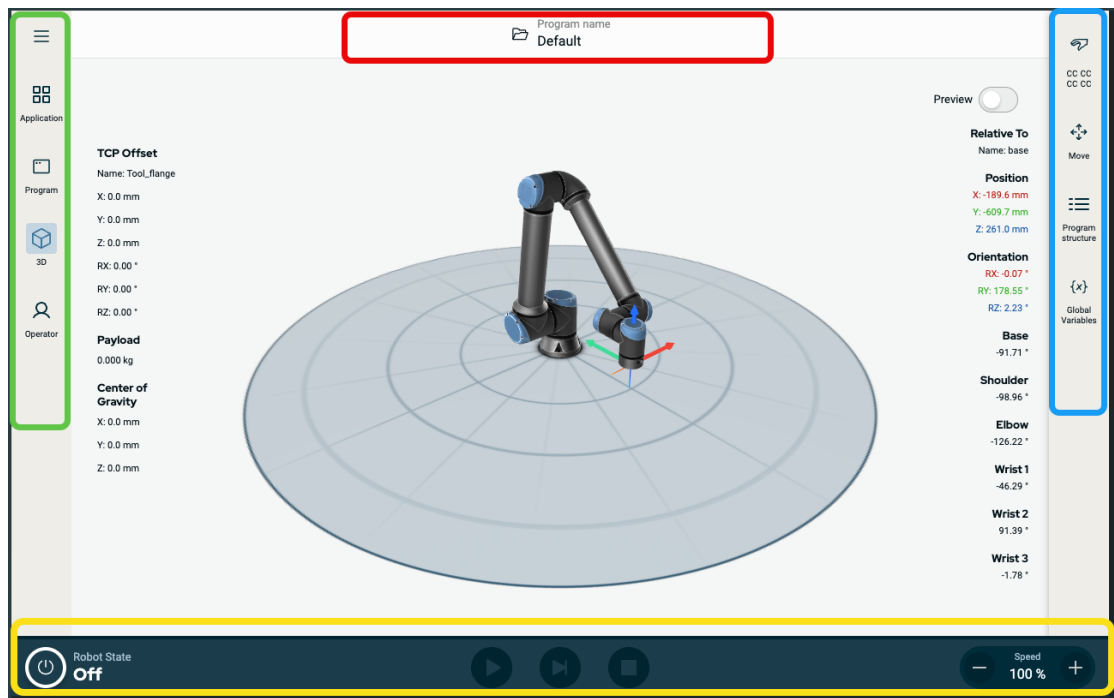 Program name
Default
Application
Program
3D
Operator
TCP Offset
Name: Tool_flange
X: 0.0 mm
Y: 0.0 mm
Z: 0.0 mm
RX: 0.00 °
RY: 0.00 °
RZ: 0.00 °
Payload
0.000 kg
Center of
Gravity
X: 0.0 mm
Y: 0.0 mm
Z: 0.0 mm
Preview
Relative To
Name: base
Position
X: -189.6 mm
Y: -609.7 mm
Z: 261.0 mm
Orientation
RX: -0.07 °
RY: 178.55 °
RZ: 2.23 °
Base
-91.71 °
Shoulder
-98.96 °
Elbow
-126.22 °
Wrist 1
-46.29 °
Wrist 2
91.39 °
Wrist 3
-1.78 °
CC CC
CC CC
Move
Program
structure
{x}
Global
Variables
Robot State
Off
Speed
100 %